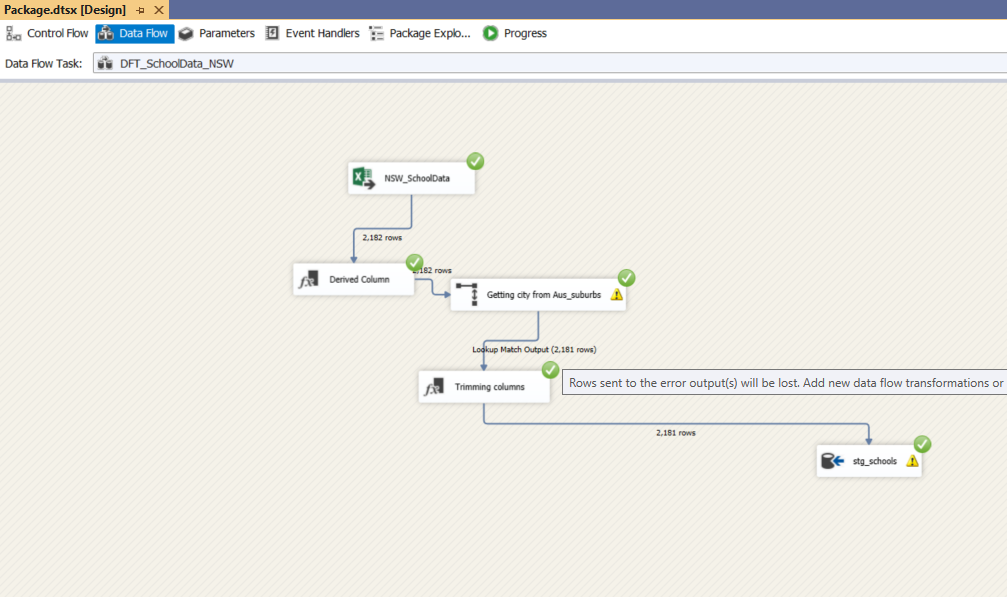 Package.dtsx [Design]
Control Flow Data Flow Parameters Event Handlers Package Explo... Progress
Data Flow Task: DFT_SchoolData_NSW
NSW_SchoolData
2,182 rows
Derived Column
2,182 rows
Getting city from Aus_suburbs
Lookup Match Output (2,181 rows)
Trimming columns
Rows sent to the error output(s) will be lost. Add new data flow transformations or
2,181 rows
stg_schools